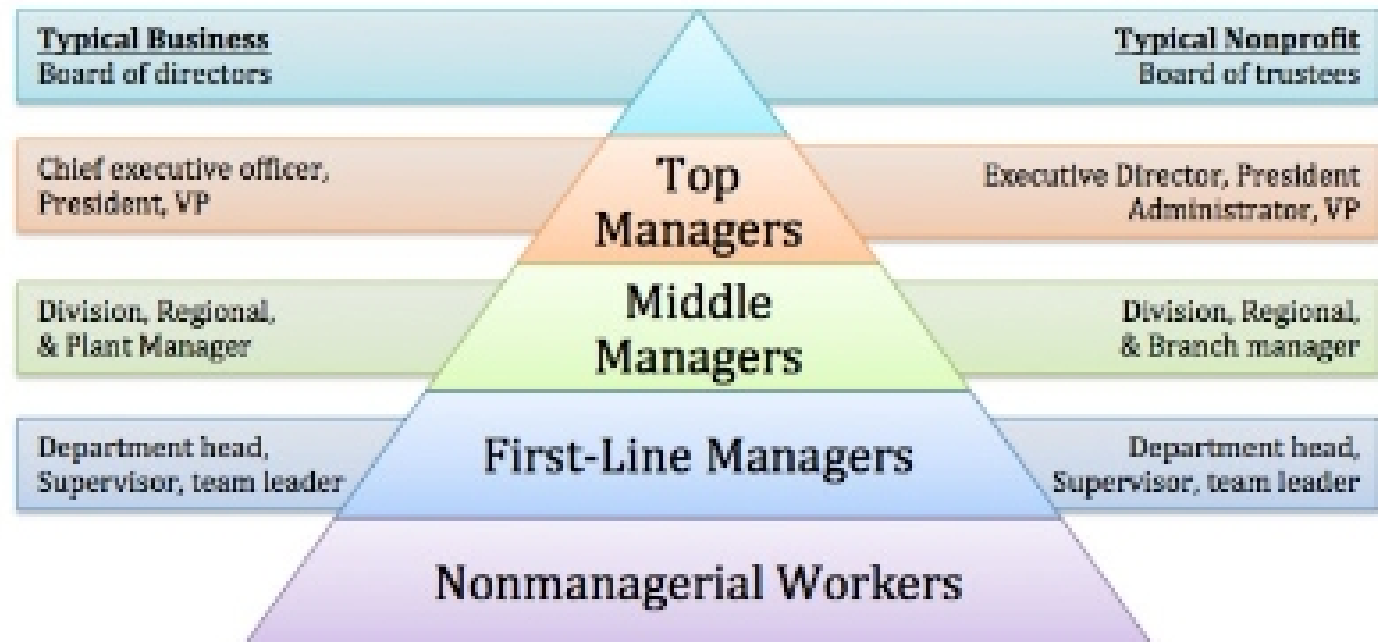 Typical Business
Board of directors
Typical Nonprofit
Board of trustees
Chief executive officer,
President, VP
Top
Managers
Executive Director, President
Administrator, VP
Division, Regional,
& Plant Manager
Middle
Managers
Division, Regional,
& Branch manager
Department head,
Supervisor, team leader
First-Line Managers
Department head,
Supervisor, team leader
Nonmanagerial Workers